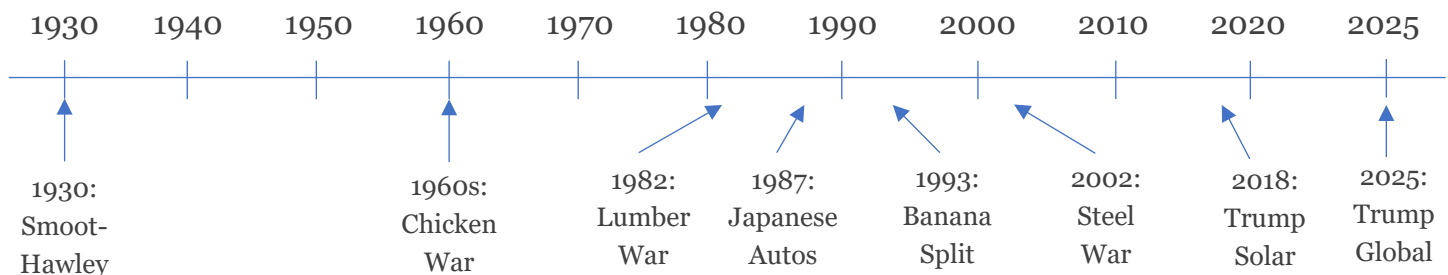 1930 1940 1950 1960 1970 1980 1990 2000 2010 2020 2025
1930:
Smoot-
Hawley
1960s:
Chicken
War
1982:
Lumber
War
1987:
Japanese
Autos
1993:
Banana
Split
2002:
Steel
War
2018:
Trump
Solar
2025:
Trump
Global